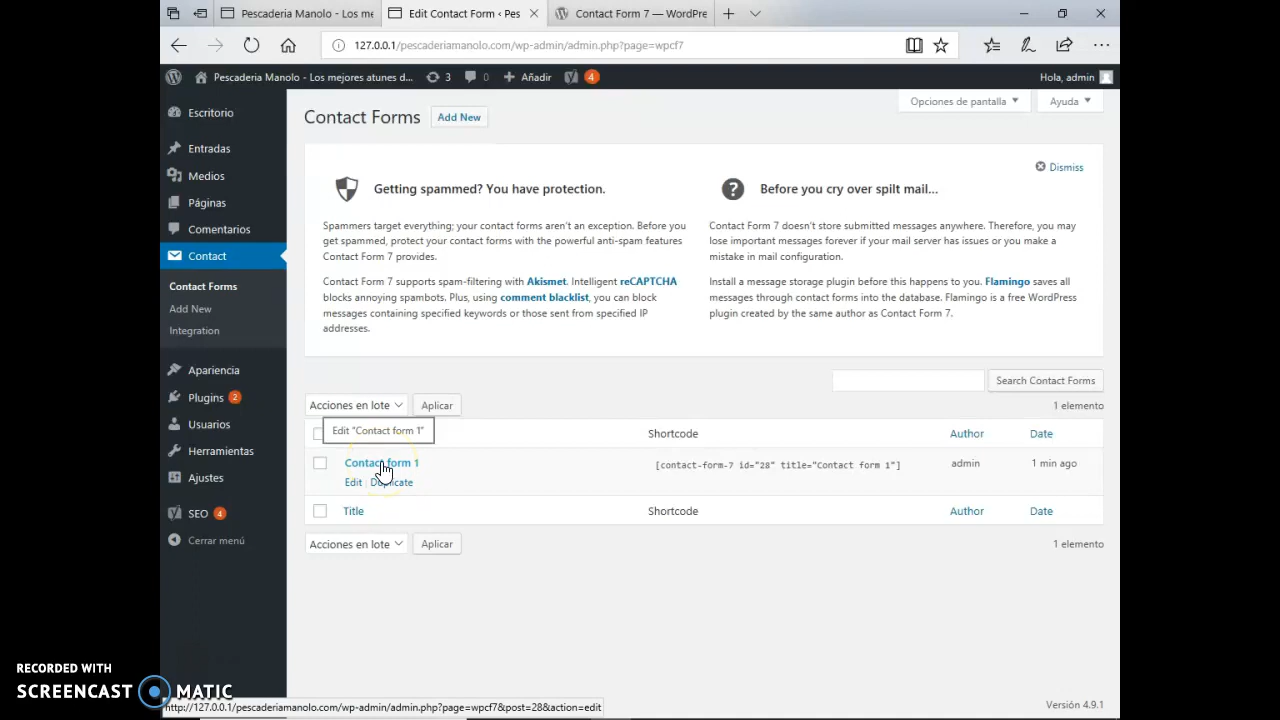 Pescaderia Manolo - Los me
Edit Contact Form ‹ Pes
Contact Form 7 — WordPre
127.0.0.1/pescaderiamanolo.com/wp-admin/admin.php?page=wpcf7
Pescaderia Manolo - Los mejores atunes d...
3
0
Añadir
4
Hola, admin
Escritorio
Entradas
Medios
Páginas
Comentarios
Contact
Contact Forms
Add New
Integration
Apariencia
Plugins 2
Usuarios
Herramientas
Ajustes
SEO 4
Cerrar menú
Opciones de pantalla
Ayuda
Contact Forms
Add New
Dismiss
Getting spammed? You have protection.
Spammers target everything; your contact forms aren't an exception. Before you
get spammed, protect your contact forms with the powerful anti-spam features
Contact Form 7 provides.
Contact Form 7 supports spam-filtering with Akismet. Intelligent reCAPTCHA
blocks annoying spambots. Plus, using comment blacklist, you can block
messages containing specified keywords or those sent from specified IP
addresses.
Before you cry over spilt mail...
Contact Form 7 doesn't store submitted messages anywhere. Therefore, you may
lose important messages forever if your mail server has issues or you make a
mistake in mail configuration.
Install a message storage plugin before this happens to you. Flamingo saves all
messages through contact forms into the database. Flamingo is a free WordPress
plugin created by the same author as Contact Form 7.
Search Contact Forms
Acciones en lote
Aplicar
1 elemento
Edit "Contact form 1"
Shortcode
Author
Date
Contact form 1
[contact-form-7 id="28" title="Contact form 1"]
admin
1 min ago
Edit | Duplicate
Title
Shortcode
Author
Date
Acciones en lote
Aplicar
1 elemento
Versión 4.9.1
http://127.0.0.1/pescaderiamanolo.com/wp-admin/admin.php?page=wpcf7&post=28&action=edit
RECORDED WITH
SCREENCAST MATIC